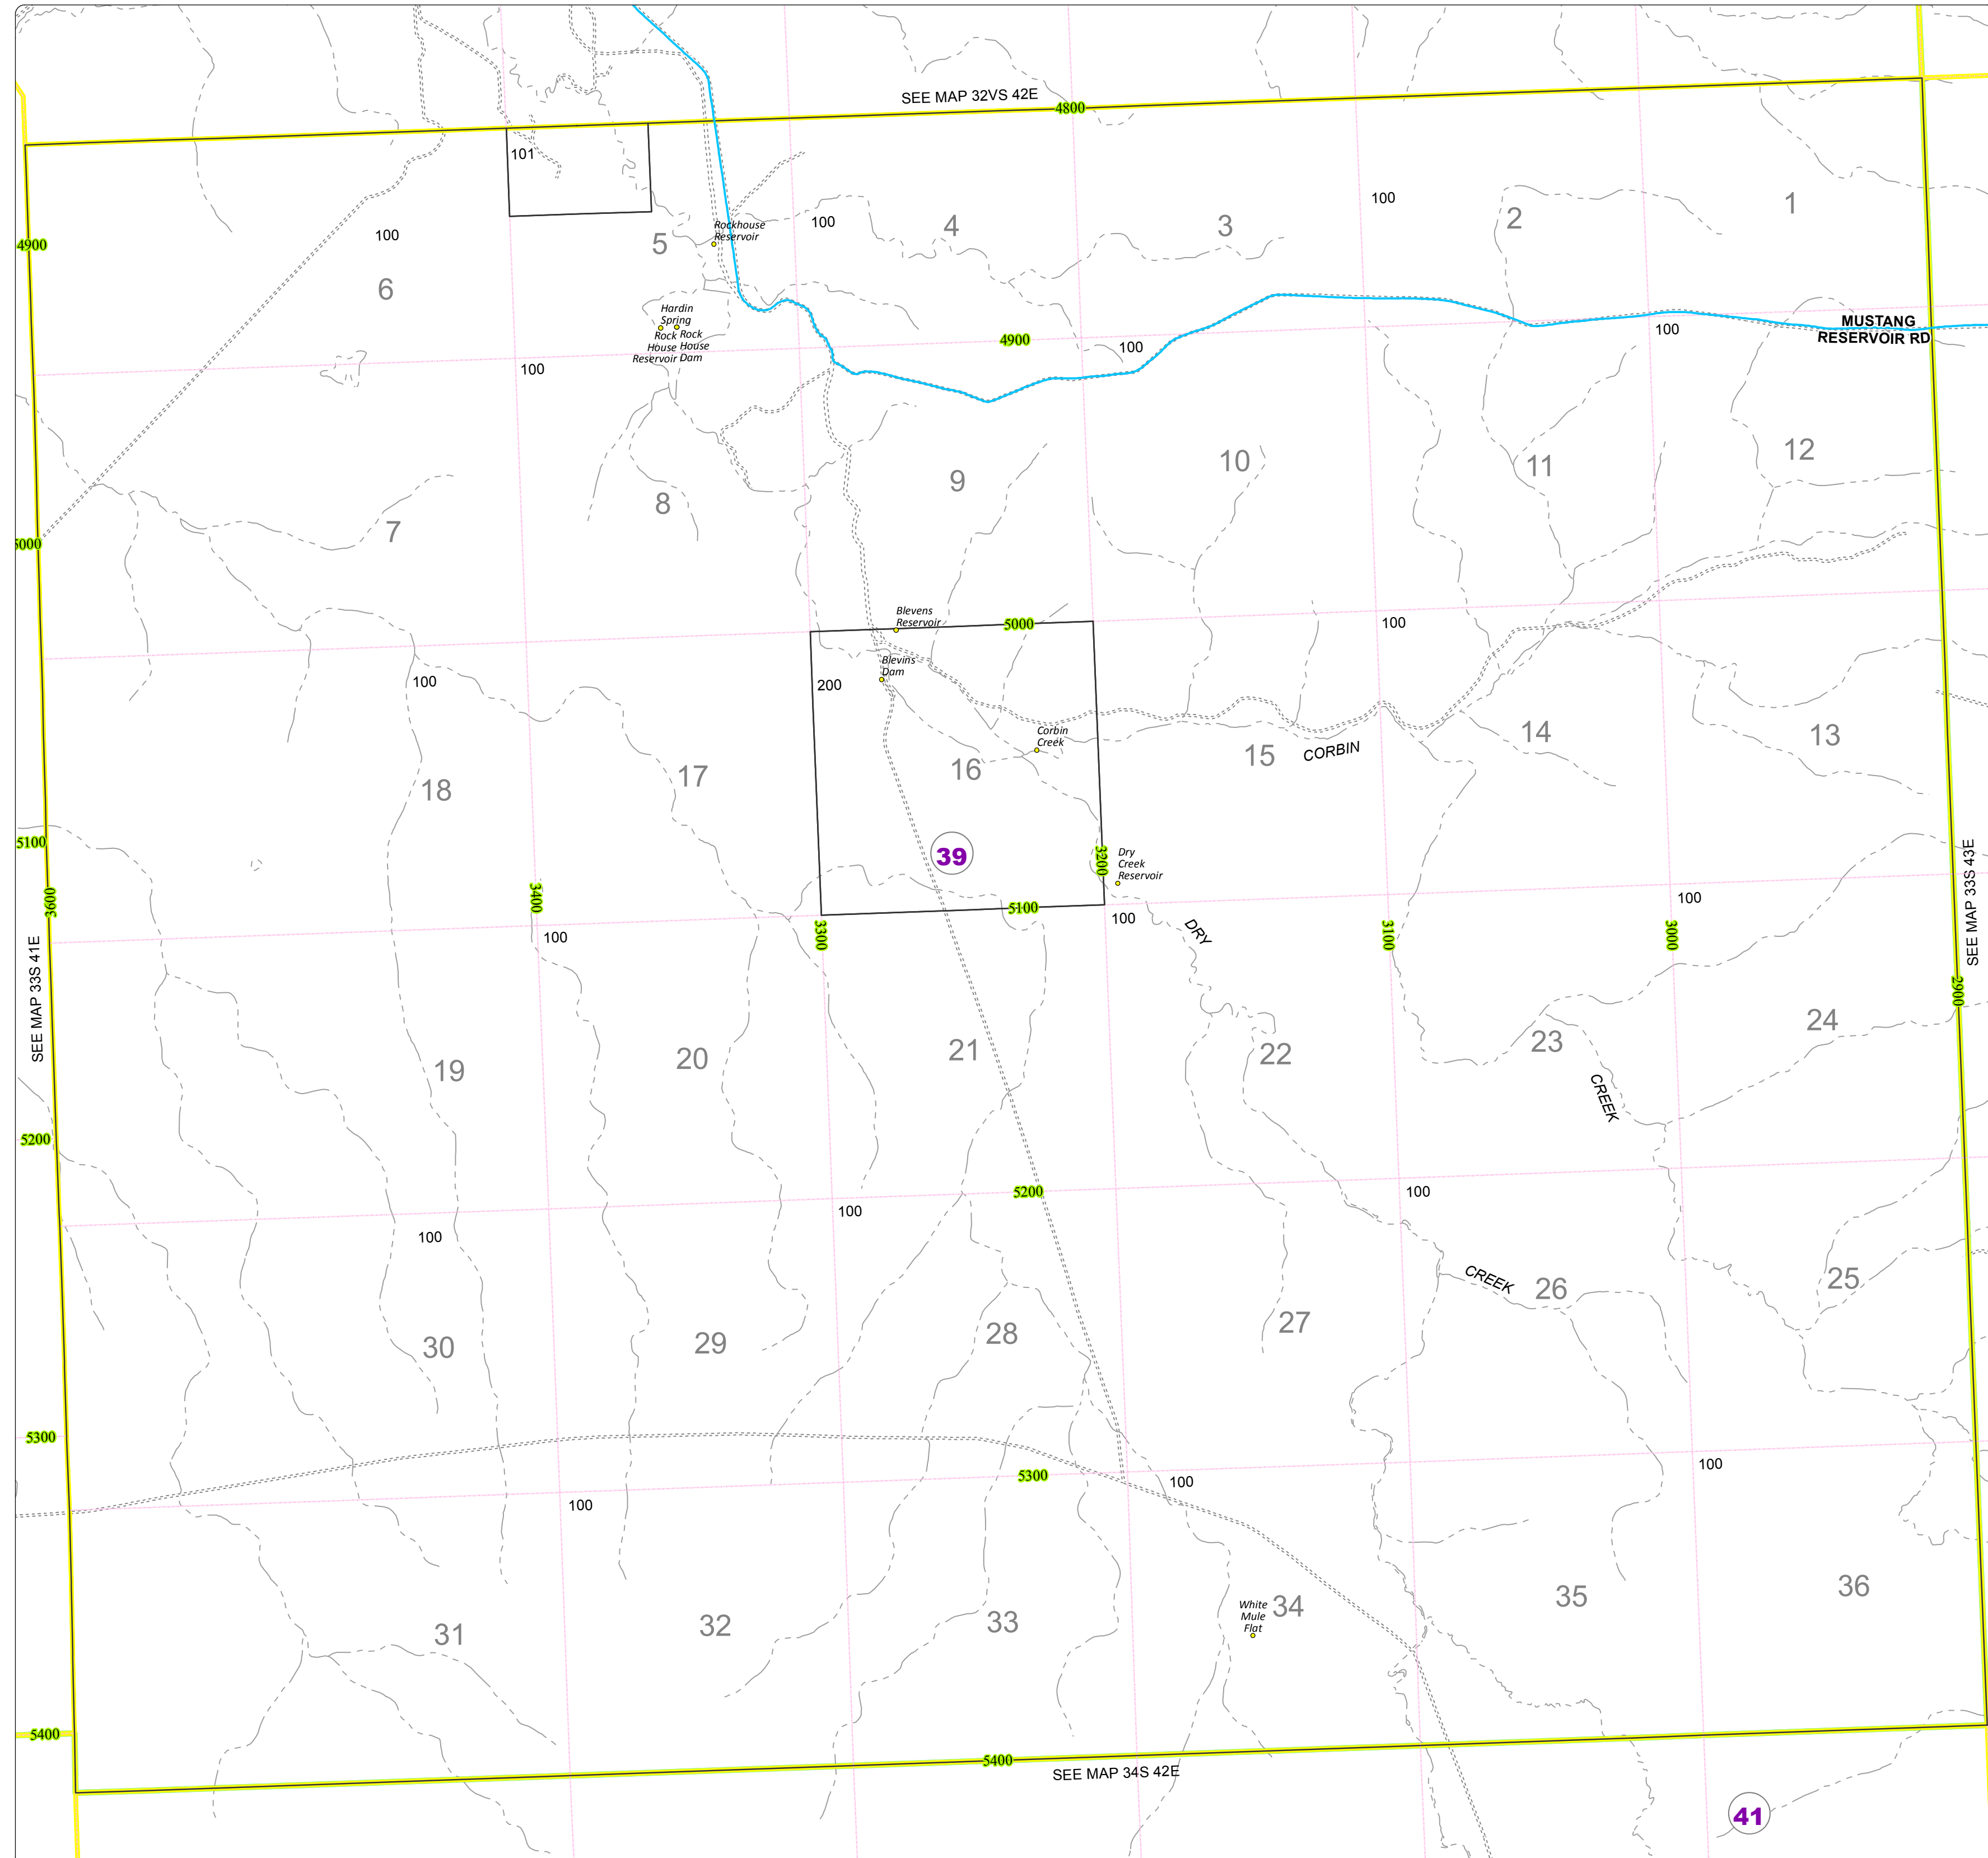 SEE MAP 32VS 42E
4800
101
100
100
100
1
2
3
4
5
Rockhouse
Reservoir
4900
6
Hardin
Spring
Rock
House
Reservoir
Rock
House
Dam
4900
100
100
100
MUSTANG
RESERVOIR RD
7
8
9
10
11
12
5000
Blevens
Reservoir
5000
100
Blevins
Dam
200
100
Corbin
Creek
CORBIN
18
17
16
15
14
13
5100
39
3200
Dry
Creek
Reservoir
SEE MAP 33S 43E
3600
3400
3300
5100
100
100
100
DRY
3100
3000
2900
SEE MAP 33S 41E
19
20
21
22
23
24
CREEK
5200
5200
100
100
100
CREEK
30
29
28
27
26
25
5300
5300
100
100
100
White
Mule
Flat
31
32
33
34
35
36
5400
5400
SEE MAP 34S 42E
41